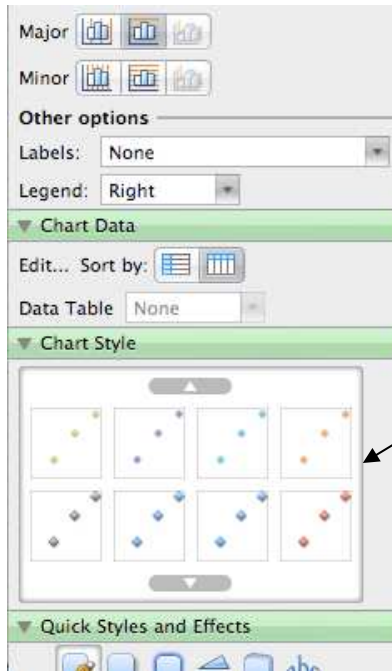 Major
Minor
Other options
Labels: None
Legend: Right
Chart Data
Edit... Sort by:
Data Table None
Chart Style
Quick Styles and Effects
abc